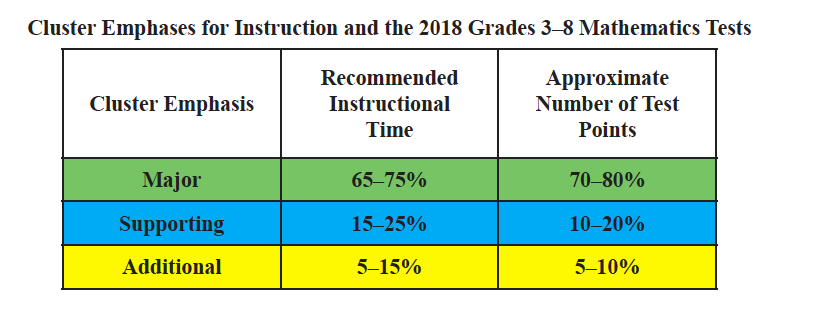 Cluster Emphases for Instruction and the 2018 Grades 3–8 Mathematics Tests
Cluster Emphasis
Recommended
Instructional
Time
Approximate
Number of Test
Points
Major 65–75% 70–80%
Supporting 15–25% 10–20%
Additional 5–15% 5–10%